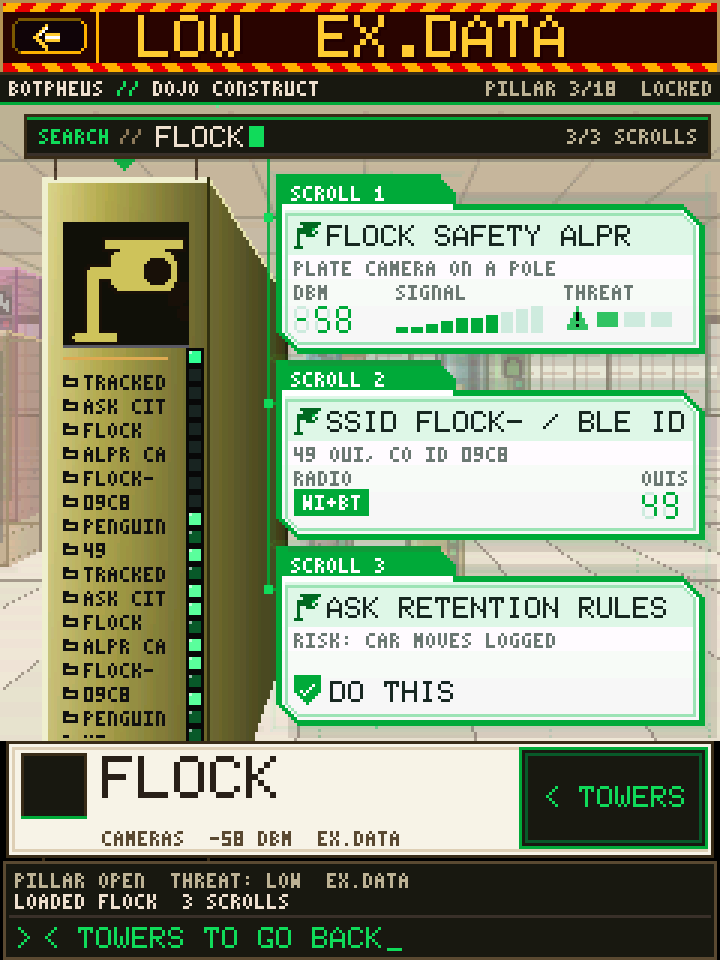 LOW EX.DATA
BOTPHEUS // DOJO CONSTRUCT
PILLAR 3/18 LOCKED
SEARCH // FLOCK
3/3 SCROLLS
TRACKED
ASK CIT
FLOCK
ALPR CA
FLOCK-
09C8
PENGUIN
49
TRACKED
ASK CIT
FLOCK
ALPR CA
FLOCK-
09C8
PENGUIN
SCROLL 1
FLOCK SAFETY ALPR
PLATE CAMERA ON A POLE
DBM SIGNAL THREAT
-58
SCROLL 2
SSID FLOCK- / BLE ID
49 OUI, CO ID 09C8
RADIO OUIS
WI+BT 49
SCROLL 3
ASK RETENTION RULES
RISK: CAR MOVES LOGGED
DO THIS
FLOCK
CAMERAS -58 DBM EX.DATA
< TOWERS
PILLAR OPEN THREAT: LOW EX.DATA
LOADED FLOCK 3 SCROLLS
> < TOWERS TO GO BACK_